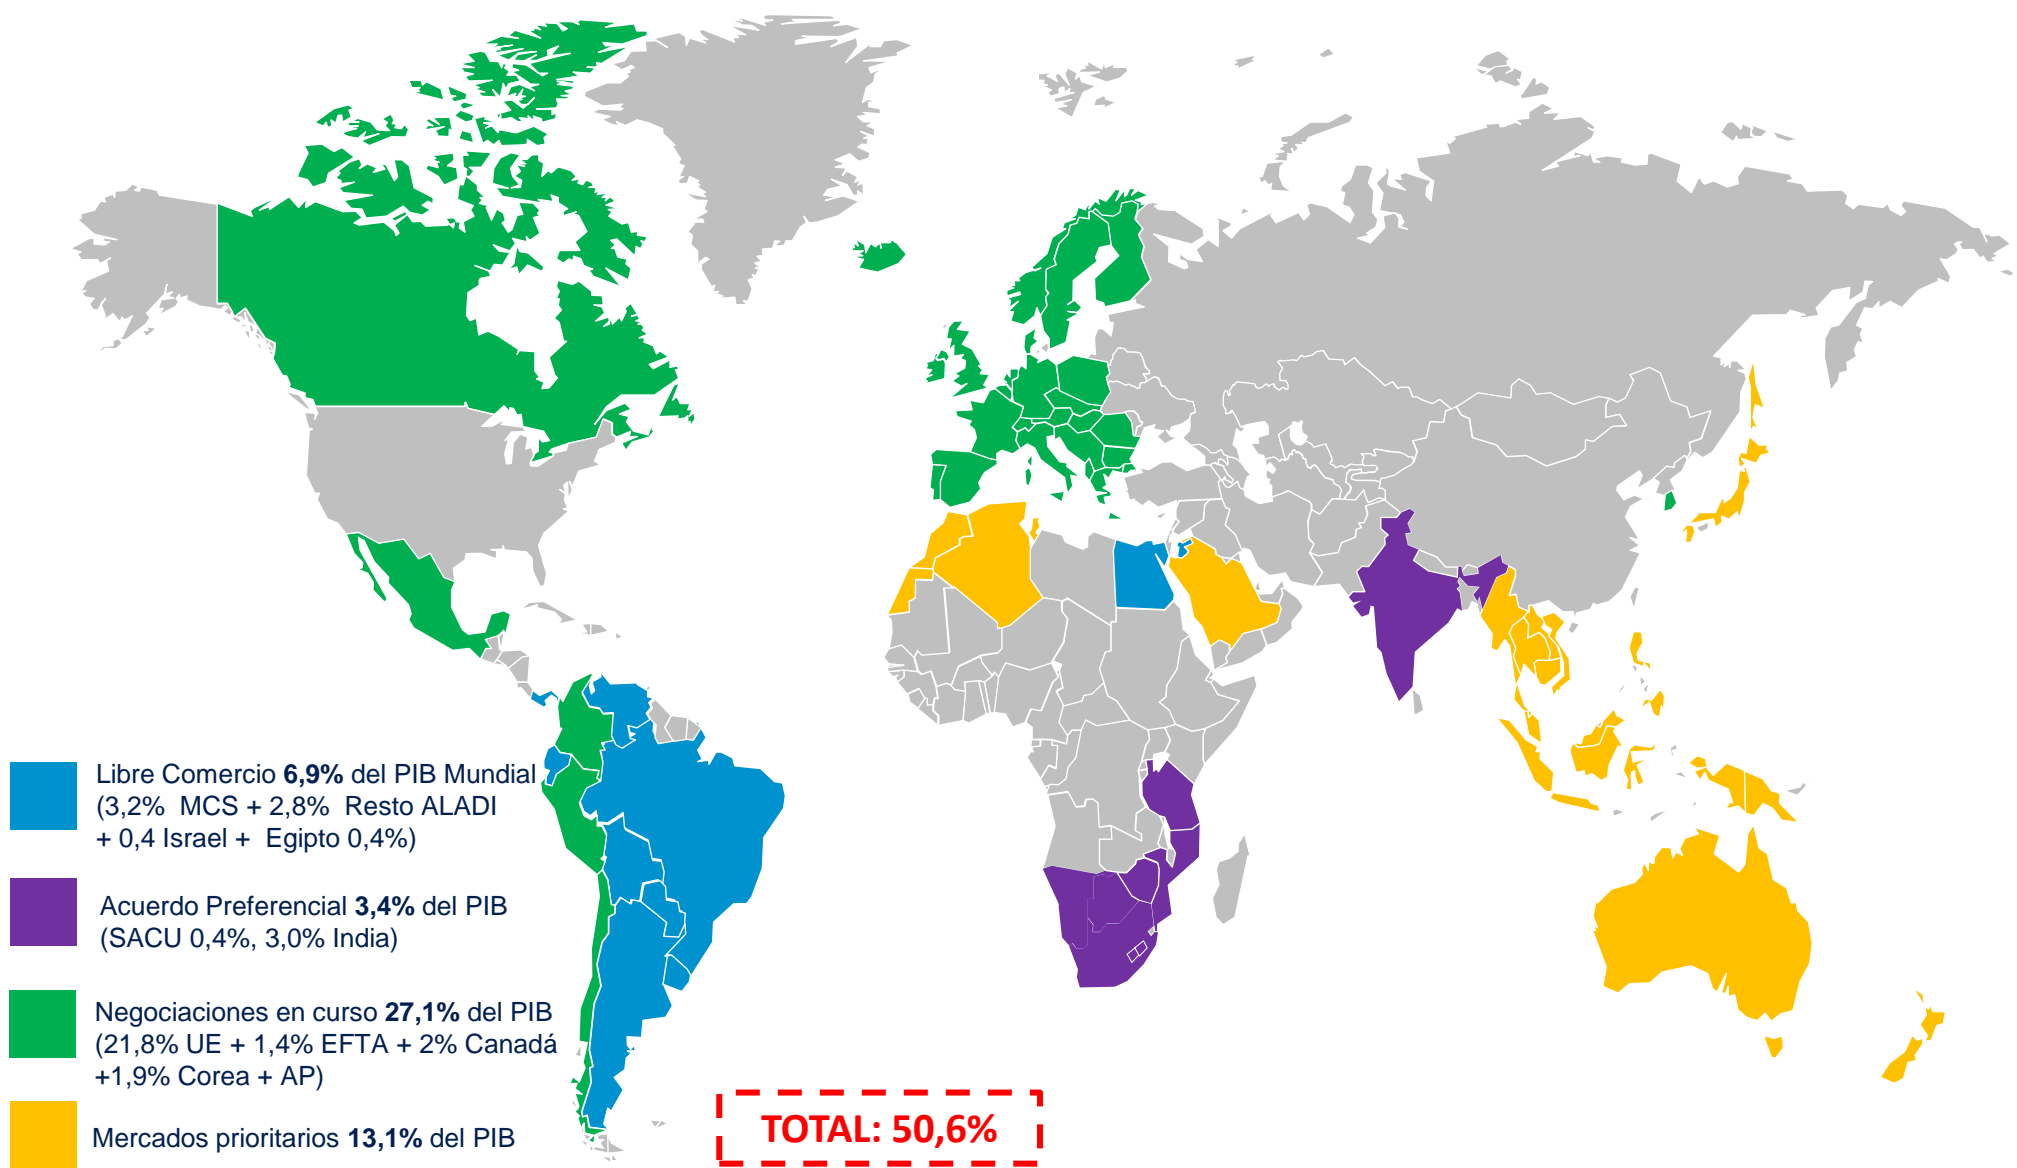 Libre Comercio 6,9% del PIB Mundial
(3,2% MCS + 2,8% Resto ALADI
+ 0,4 Israel + Egipto 0,4%)
Acuerdo Preferencial 3,4% del PIB
(SACU 0,4%, 3,0% India)
Negociaciones en curso 27,1% del PIB
(21,8% UE + 1,4% EFTA + 2% Canadá
+1,9% Corea + AP)
Mercados prioritarios 13,1% del PIB
TOTAL: 50,6%